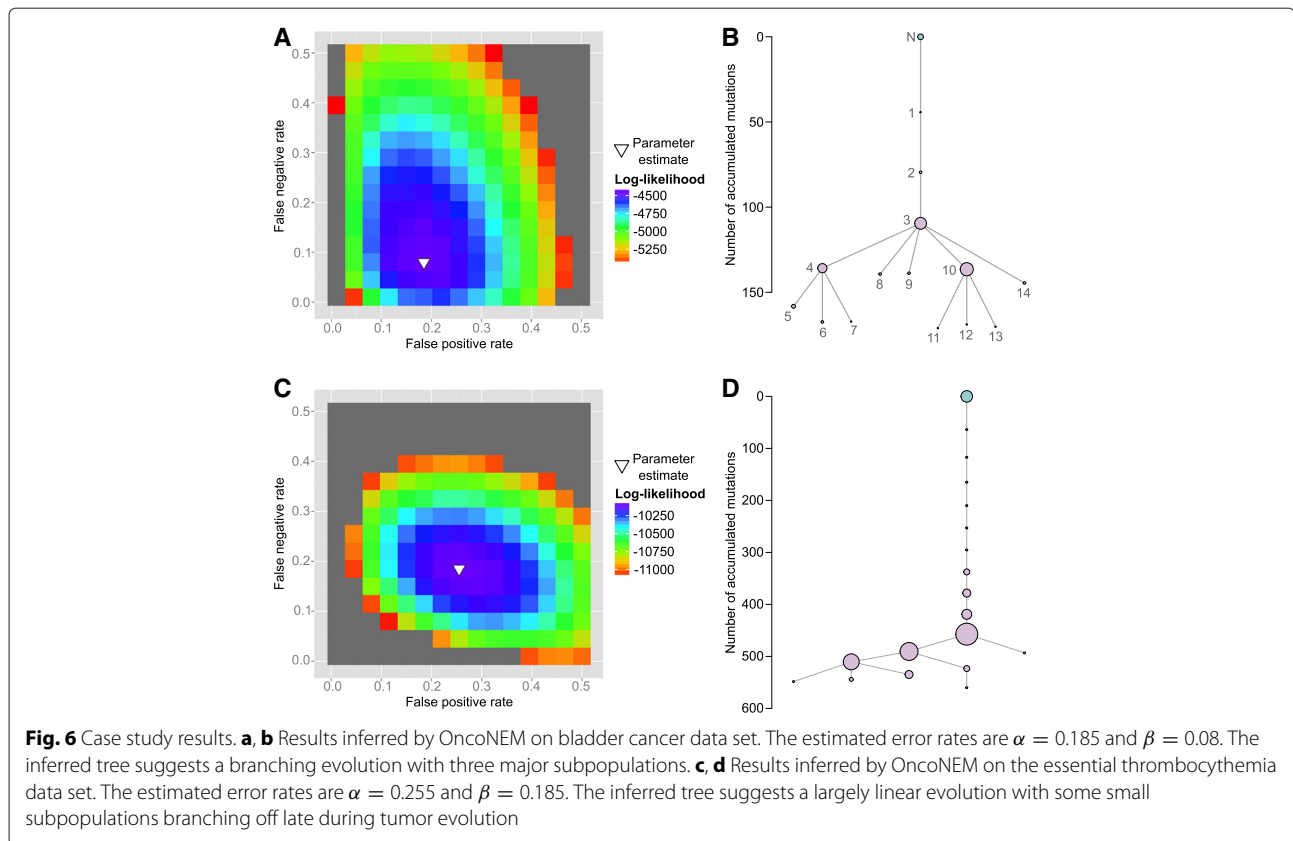 A
0.5
0.4
0.3
0.2
0.1
0.0
False negative rate
0.0 0.1 0.2 0.3 0.4 0.5
False positive rate
▽ Parameter
estimate
Log-likelihood
-4500
-4750
-5000
-5250
B
0
50
100
150
Number of accumulated mutations
N
1
2
3
4
10
8
9
14
5
6
7
11
12
13
C
0.5
0.4
0.3
0.2
0.1
0.0
False negative rate
0.0 0.1 0.2 0.3 0.4 0.5
False positive rate
▽ Parameter
estimate
Log-likelihood
-10250
-10500
-10750
-11000
D
0
100
200
300
400
500
600
Number of accumulated mutations
Fig. 6 Case study results. a, b Results inferred by OncoNEM on bladder cancer data set. The estimated error rates are α = 0.185 and β = 0.08. The
inferred tree suggests a branching evolution with three major subpopulations. c, d Results inferred by OncoNEM on the essential thrombocythemia
data set. The estimated error rates are α = 0.255 and β = 0.185. The inferred tree suggests a largely linear evolution with some small
subpopulations branching off late during tumor evolution